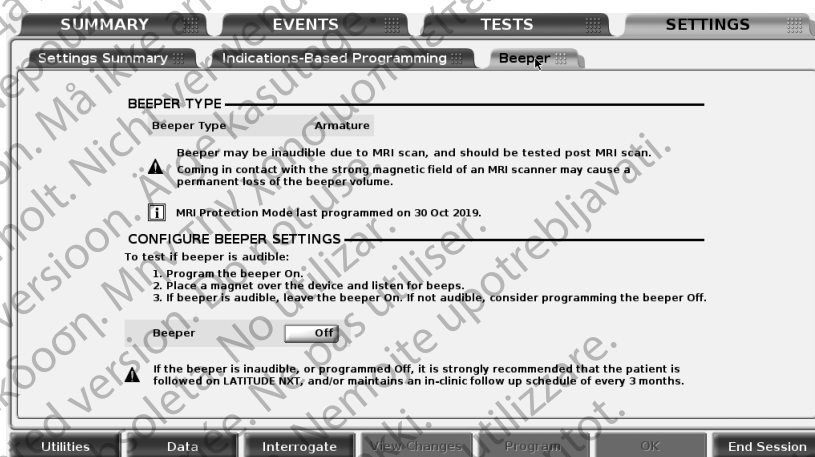 SUMMARY EVENTS TESTS SETTINGS
Settings Summary Indications-Based Programming Beeper
BEEPER TYPE
Beeper Type Armature
Beeper may be inaudible due to MRI scan, and should be tested post MRI scan.
Coming in contact with the strong magnetic field of an MRI scanner may cause a
permanent loss of the beeper volume.
MRI Protection Mode last programmed on 30 Oct 2019.
CONFIGURE BEEPER SETTINGS
To test if beeper is audible:
1. Program the beeper On.
2. Place a magnet over the device and listen for beeps.
3. If beeper is audible, leave the beeper On. If not audible, consider programming the beeper Off.
Beeper Off
If the beeper is inaudible, or programmed Off, it is strongly recommended that the patient is
followed on LATITUDE NXT, and/or maintains an in-clinic follow up schedule of every 3 months.
Utilities Data Interrogate View Changes Program OK End Session